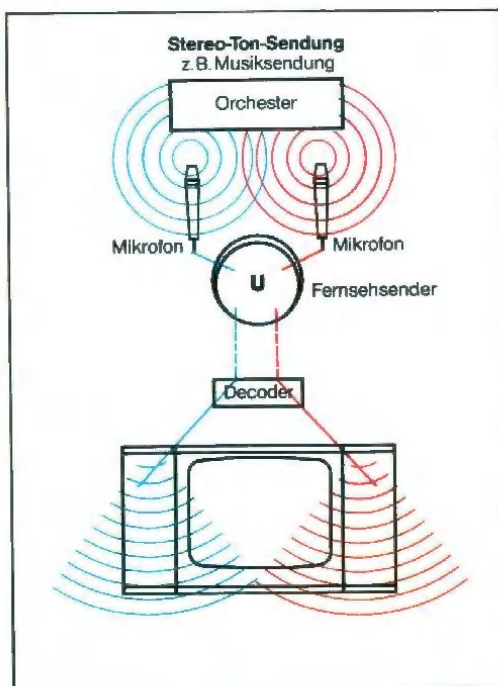 Stereo-Ton-Sendung
z. B. Musiksendung
Orchester
Mikrofon
Mikrofon
U
Fernsehsender
Decoder